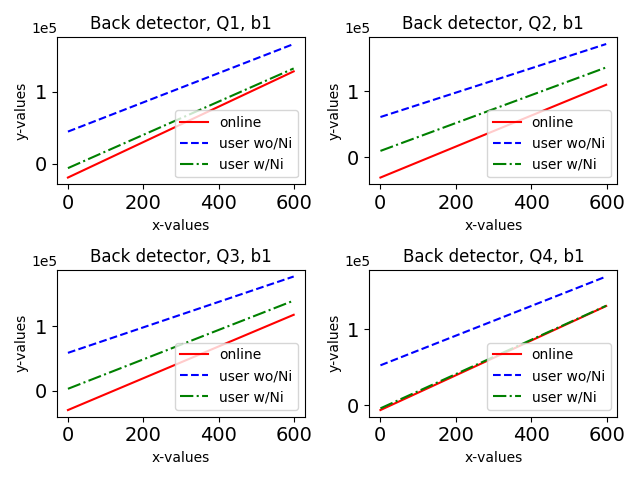 Back detector, Q1, b1
1e5
y-values
1
0
online
user wo/Ni
user w/Ni
0 200 400 600
x-values
Back detector, Q2, b1
1e5
y-values
1
0
online
user wo/Ni
user w/Ni
0 200 400 600
x-values
Back detector, Q3, b1
1e5
y-values
1
0
online
user wo/Ni
user w/Ni
0 200 400 600
x-values
Back detector, Q4, b1
1e5
y-values
1
0
online
user wo/Ni
user w/Ni
0 200 400 600
x-values